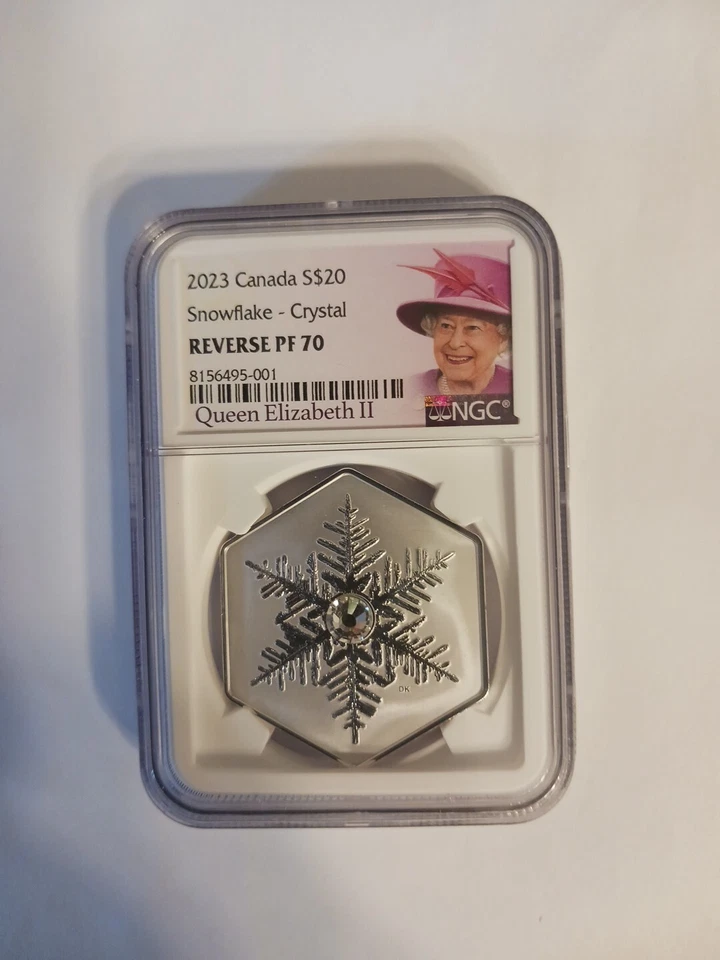 2023 Canada S$20
Snowflake - Crystal
REVERSE PF 70
8156495-001
Queen Elizabeth II
NGC®
DK